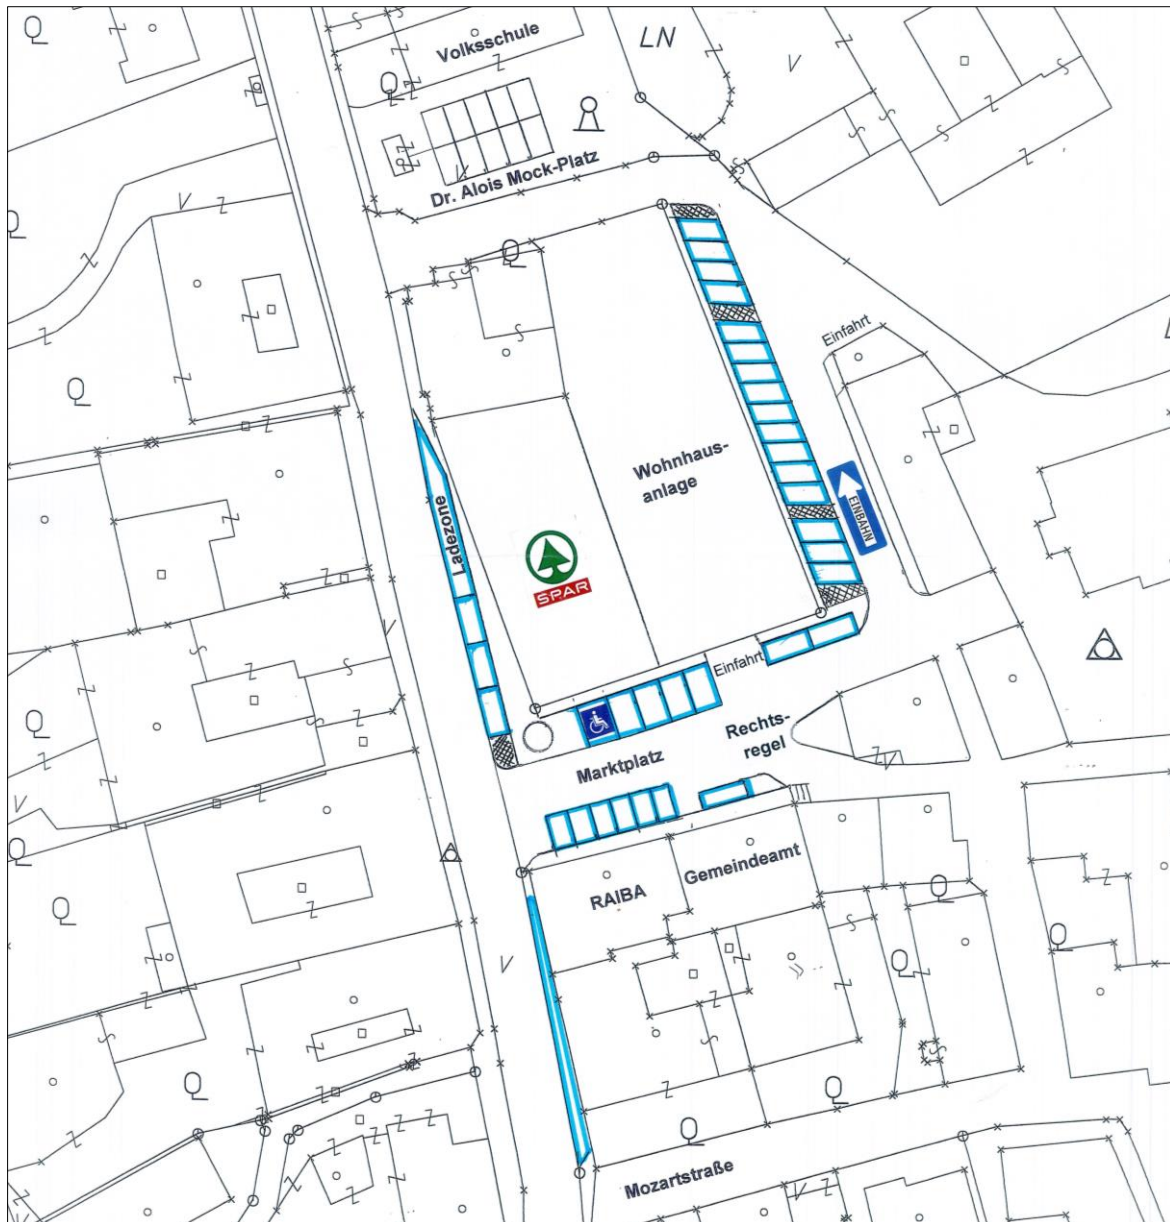 Volksschule
LN
Dr. Alois Mock-Platz
Einfahrt
Wohnhaus-
anlage
EINBAHN
Ladezone
SPAR
Einfahrt
Rechts-
regel
Marktplatz
Gemeindeamt
RAIBA
Mozartstraße